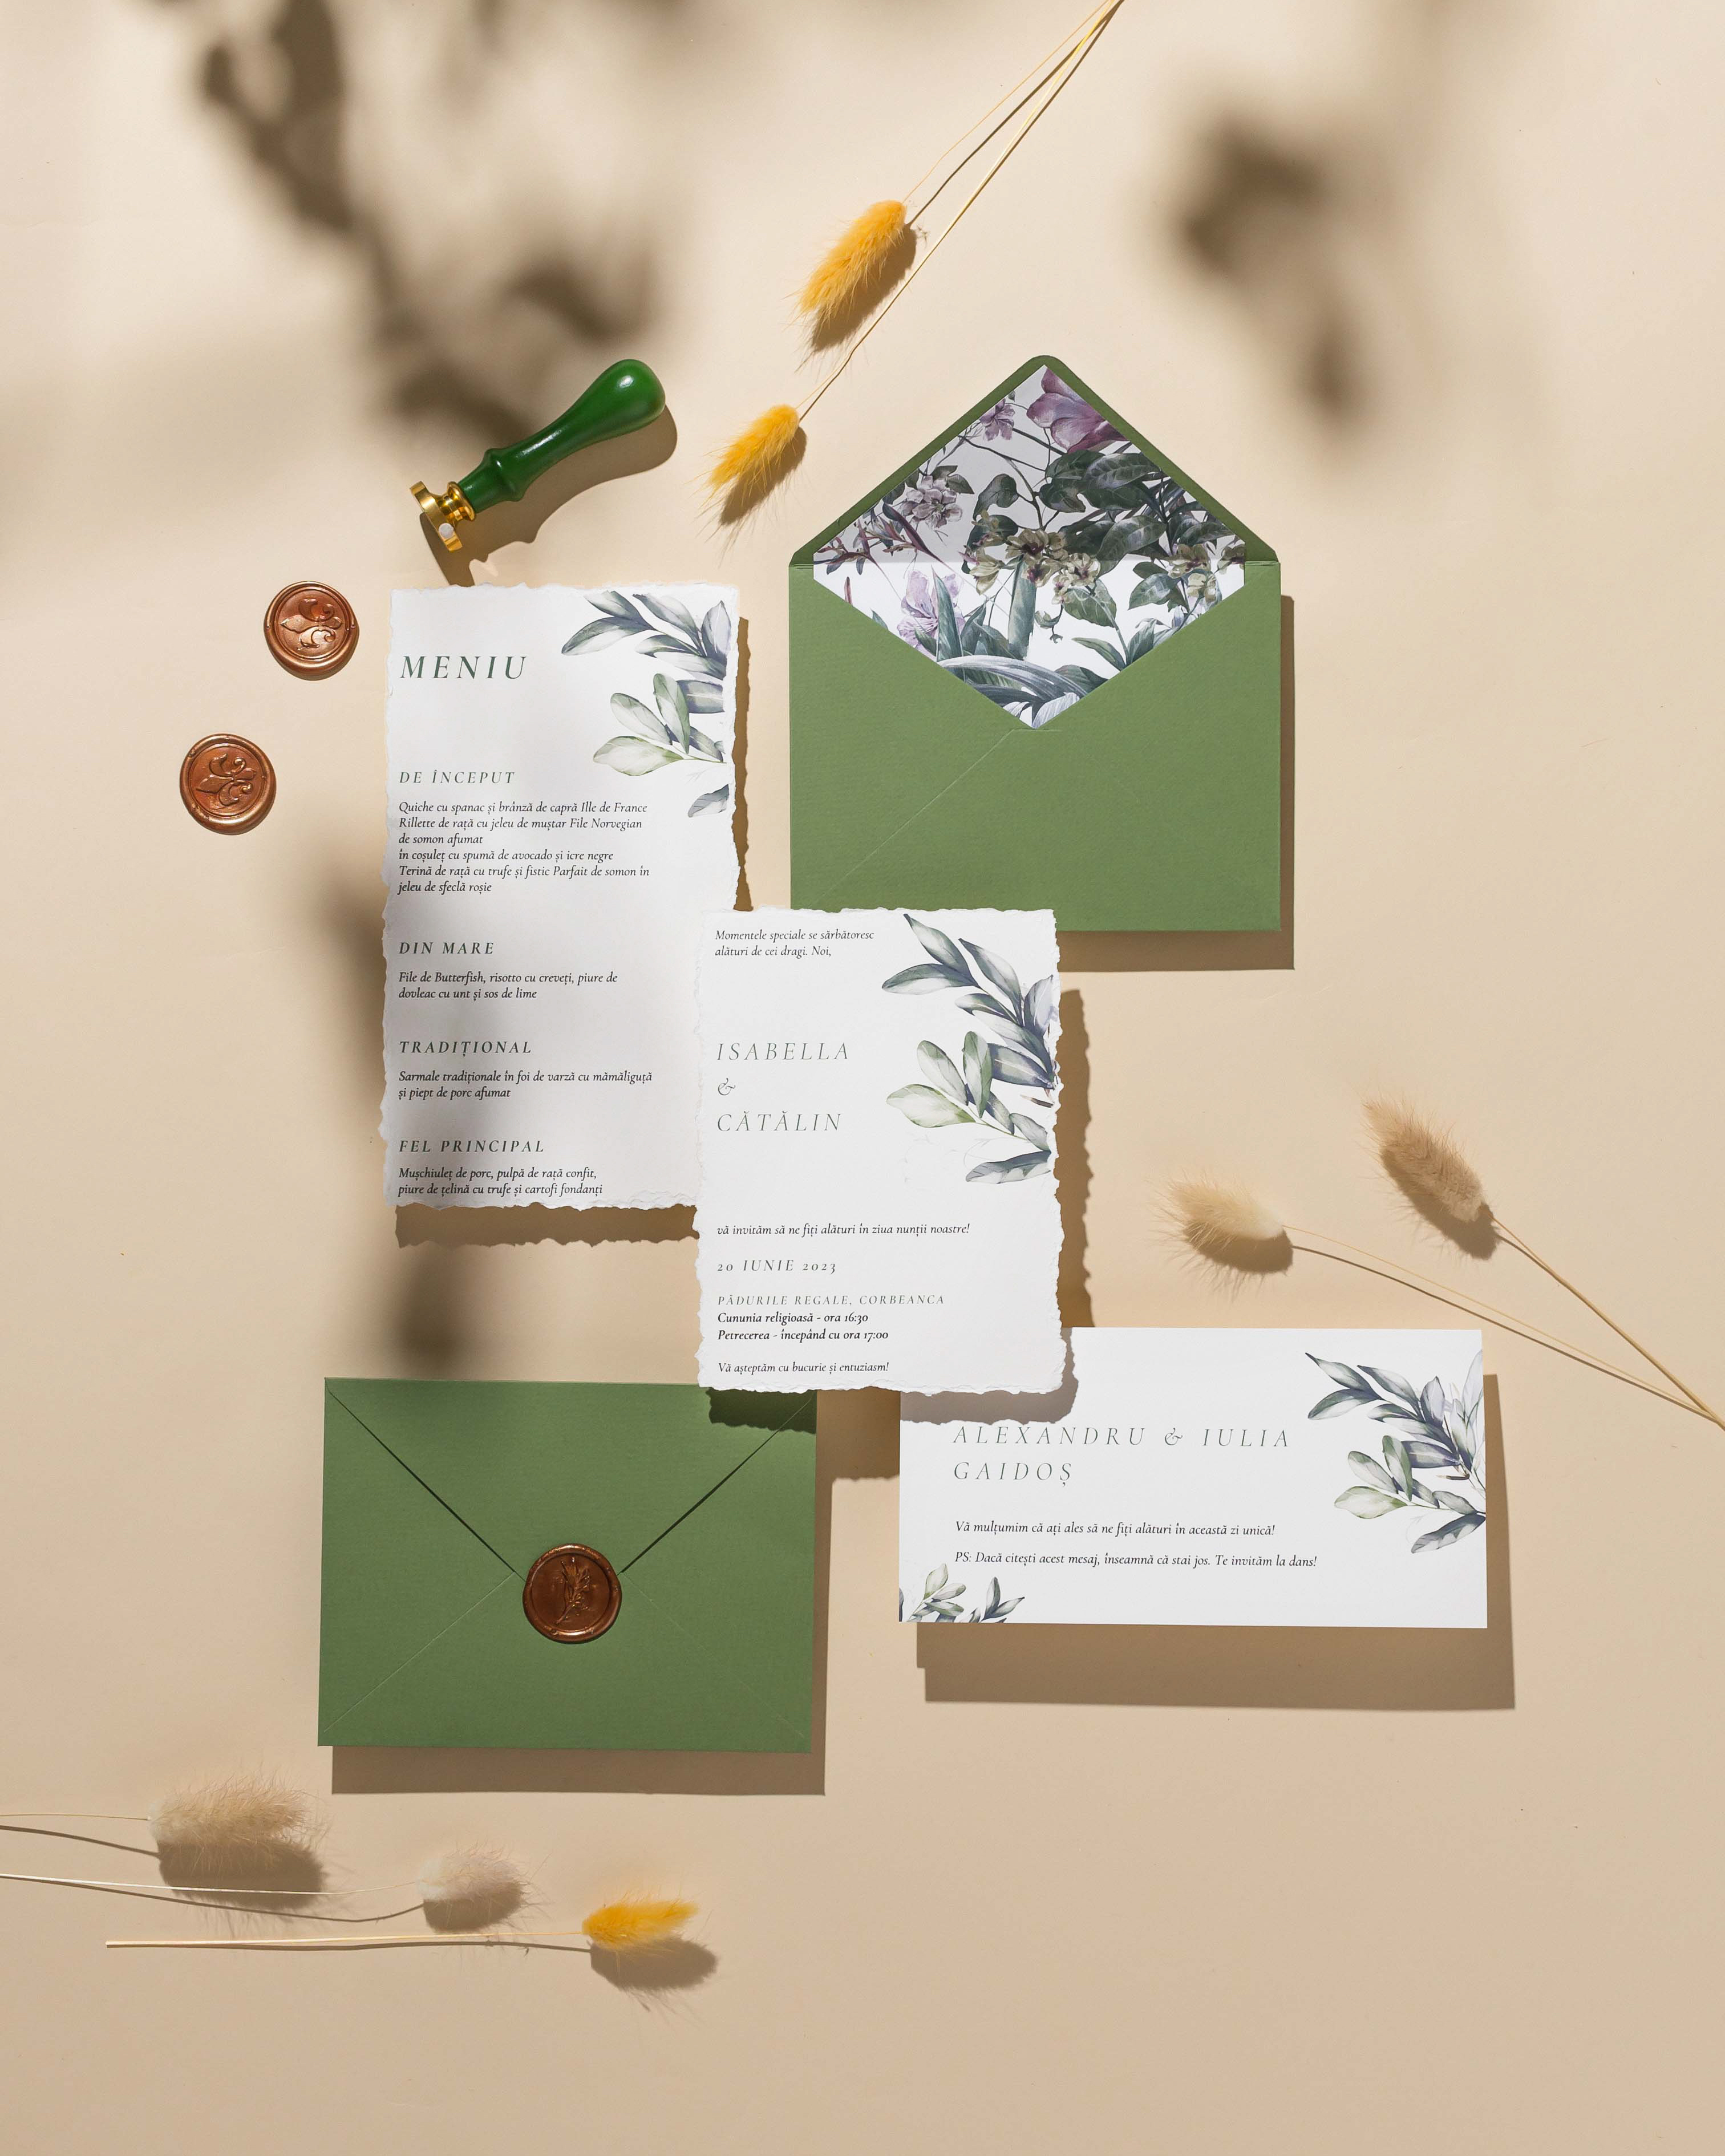 MENIU
DE ÎNCEPUT
Quiche cu spanac și brânză de capră Ille de France
Rillette de rață cu jeleu de muștar File Norvegian
de somon afumat
în coșuleț cu spumă de avocado și icre negre
Terină de rață cu trufe și fistic Parfait de somon în
jeleu de sfeclă roșie
DIN MARE
File de Butterfish, risotto cu creveți, piure de
dovleac cu unt și sos de lime
TRADIȚIONAL
Sarmale tradiționale în foi de varză cu mămăliguță
și piept de porc afumat
FEL PRINCIPAL
Mușchiuleț de porc, pulpă de rață confit,
piure de țelină cu trufe și cartofi fondanți
Momentele speciale se sărbătoresc
alături de cei dragi. Noi,
ISABELLA
&
CĂTĂLIN
vă invităm să ne fiți alături în ziua nunții noastre!
20 IUNIE 2023
PĂDURILE REGALE, CORBEANCA
Cununia religioasă - ora 16:30
Petrecerea - începând cu ora 17:00
Vă așteptăm cu bucurie și entuziasm!
ALEXANDRU & IULIA
GAIDOȘ
Vă mulțumim că ați ales să ne fiți alături în această zi unică!
PS: Dacă citești acest mesaj, înseamnă că stai jos. Te invităm la dans!